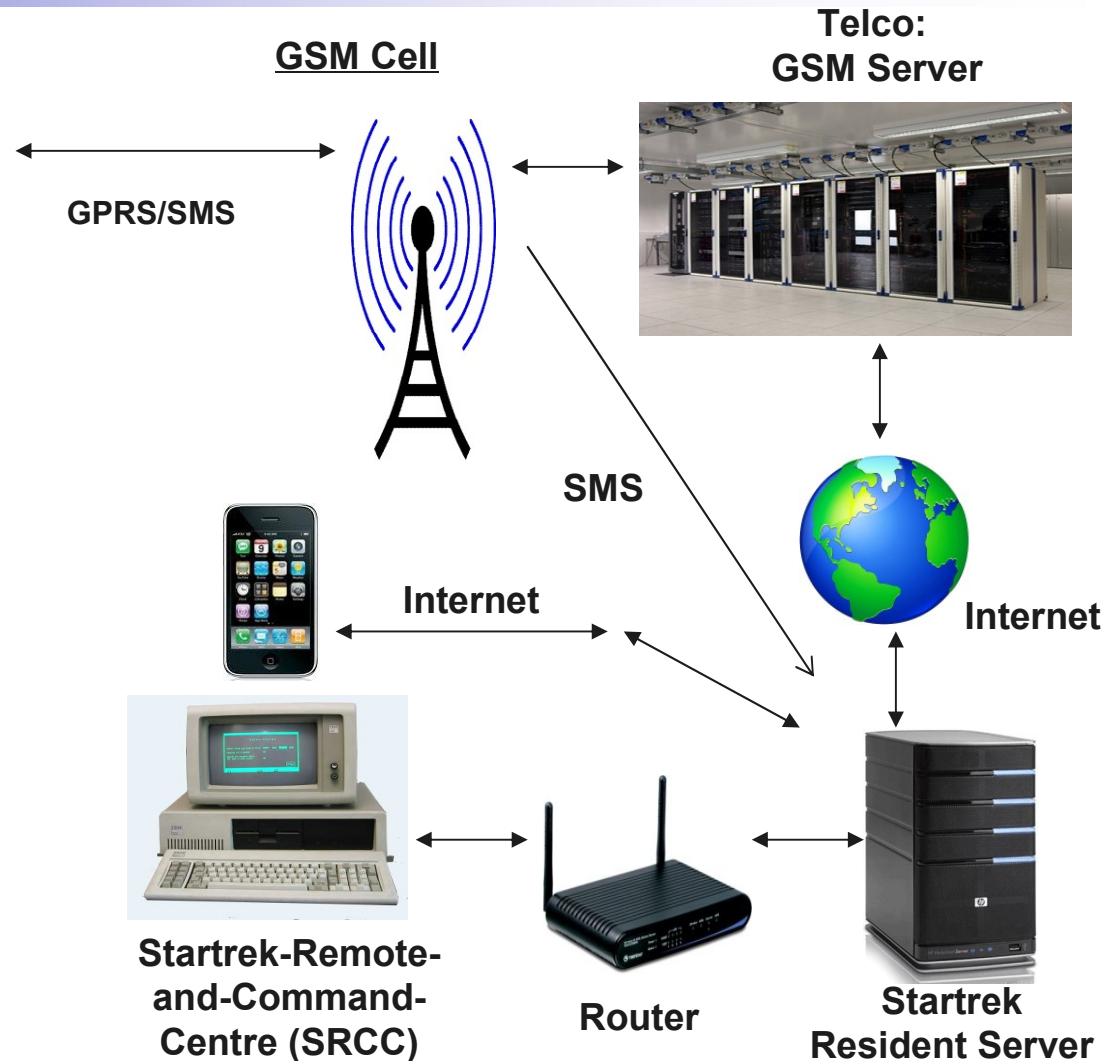 GSM Cell
Telco:
GSM Server
GPRS/SMS
SMS
Internet
Internet
Startrek-Remote-
and-Command-
Centre (SRCC)
Router
Startrek
Resident Server